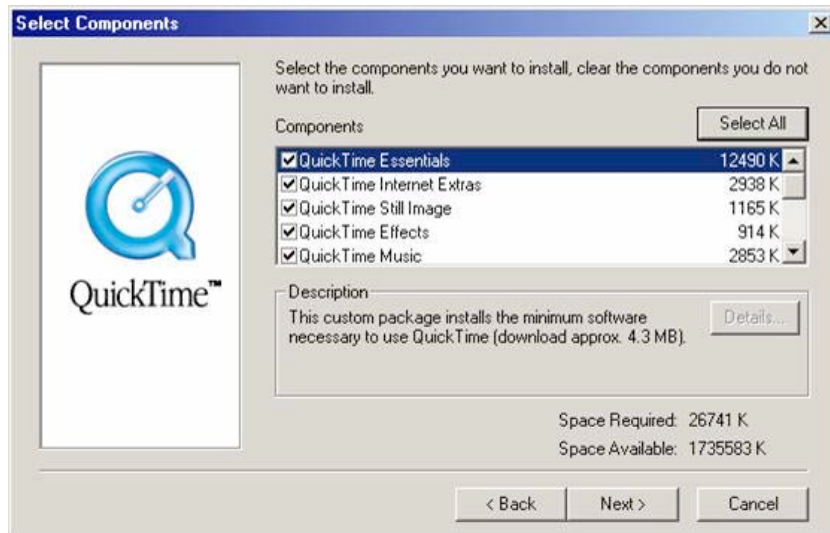 Select Components
Select the components you want to install, clear the components you do not
want to install.
Components
Select All
QuickTime Essentials 12490 K
QuickTime Internet Extras 2938 K
QuickTime Still Image 1165 K
QuickTime Effects 914 K
QuickTime Music 2853 K
QuickTime™
Description
This custom package installs the minimum software
necessary to use QuickTime (download approx. 4.3 MB).
Details...
Space Required: 26741 K
Space Available: 1735583 K
< Back
Next >
Cancel